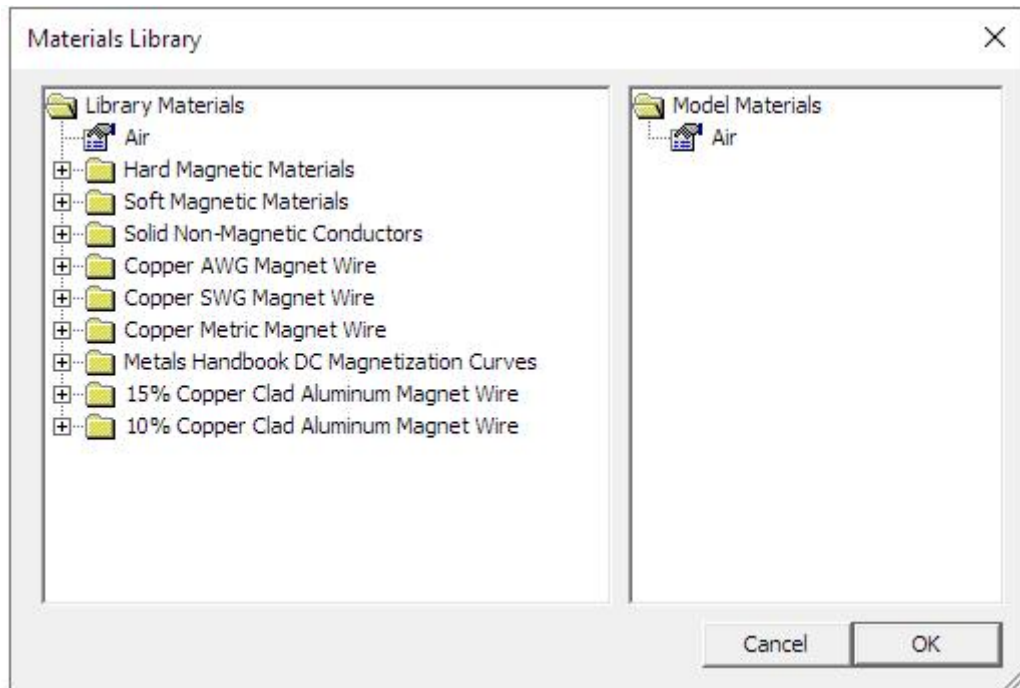 Materials Library
Library Materials
Air
Hard Magnetic Materials
Soft Magnetic Materials
Solid Non-Magnetic Conductors
Copper AWG Magnet Wire
Copper SWG Magnet Wire
Copper Metric Magnet Wire
Metals Handbook DC Magnetization Curves
15% Copper Clad Aluminum Magnet Wire
10% Copper Clad Aluminum Magnet Wire
Model Materials
Air
Cancel
OK